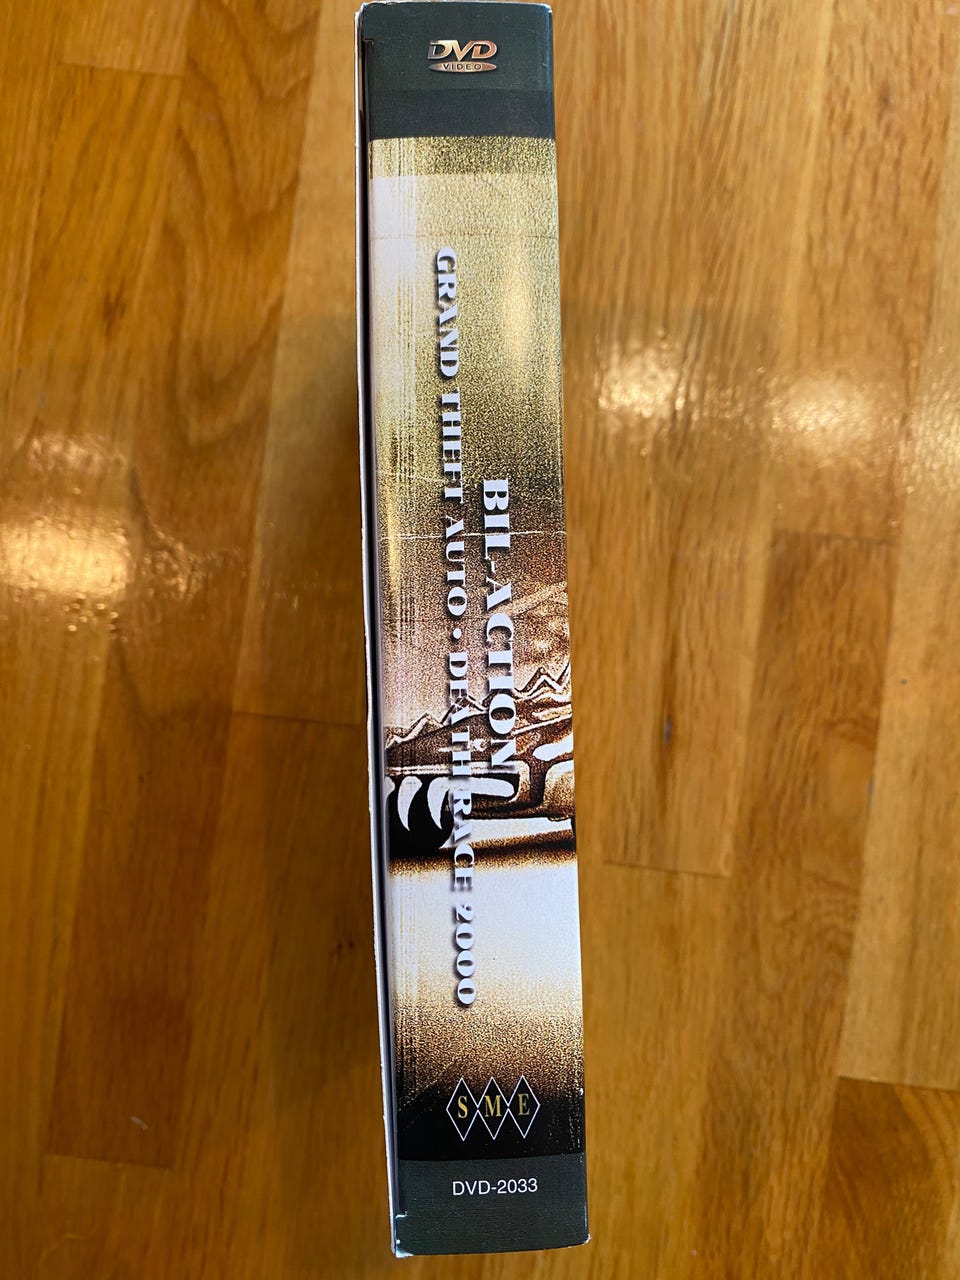 DVD
VIDEO
BIL-ACTION
GRAND THEFT AUTO • DEATH RACE 2000
S M E
DVD-2033